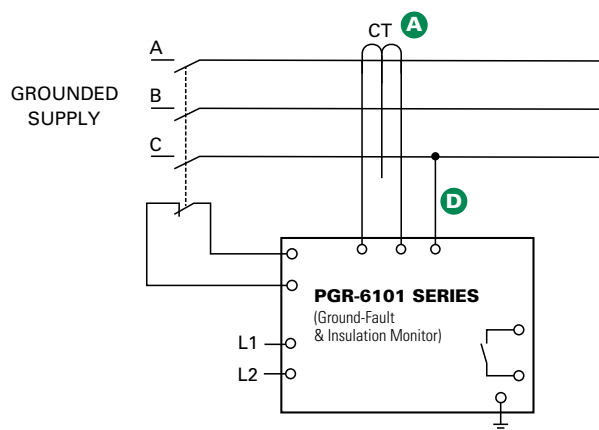 CT A
A
GROUNDED
SUPPLY
B
C
D
PGR-6101 SERIES
(Ground-Fault
& Insulation Monitor)
L1
L2